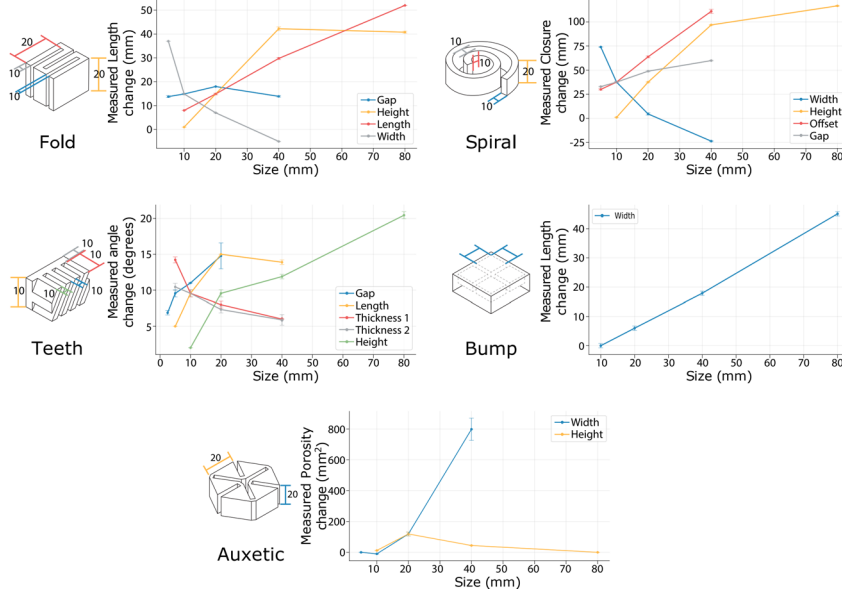 20
10
10
20
Fold
Measured Length
change (mm)
50
40
30
20
10
0
Gap
Height
Length
Width
0
10
20
30
40
50
60
70
80
Size (mm)
10
10
20
10
Spiral
Measured Closure
change (mm)
100
75
50
25
0
-25
Width
Height
Offset
Gap
0
10
20
30
40
50
60
70
80
Size (mm)
10
10
10
10
10
Teeth
Measured angle
change (degrees)
20
15
10
5
Gap
Length
Thickness 1
Thickness 2
Height
0
10
20
30
40
50
60
70
80
Size (mm)
Bump
Measured Length
change (mm)
40
30
20
10
0
Width
10
20
30
40
50
60
70
80
Size (mm)
20
20
Auxetic
Measured Porosity
change (mm²)
800
600
400
200
0
Width
Height
10
20
30
40
50
60
70
80
Size (mm)